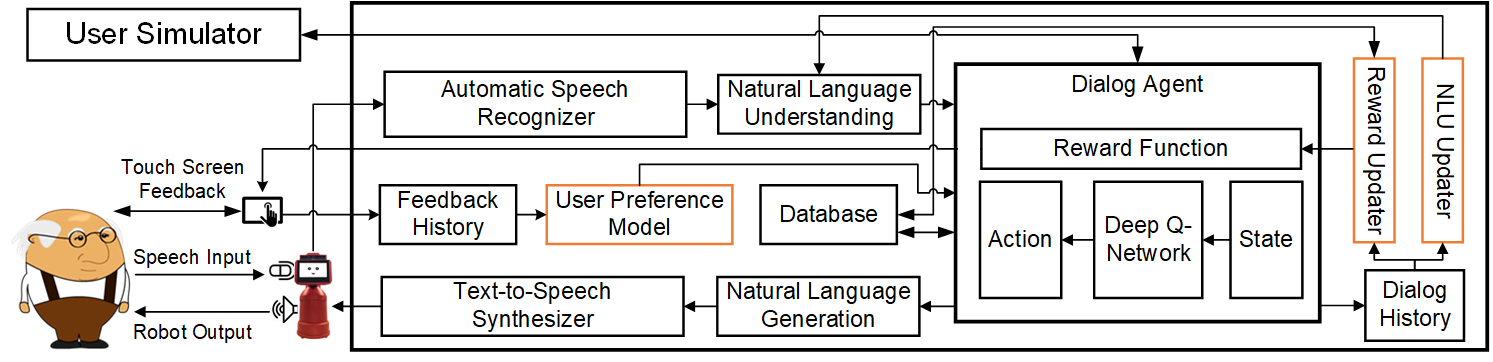 User Simulator
Automatic Speech
Recognizer
Natural Language
Understanding
Dialog Agent
Reward Function
Reward Updater
NLU Updater
Touch Screen
Feedback
Feedback
History
User Preference
Model
Database
Action
Deep Q-
Network
State
Speech Input
Robot Output
Text-to-Speech
Synthesizer
Natural Language
Generation
Dialog
History